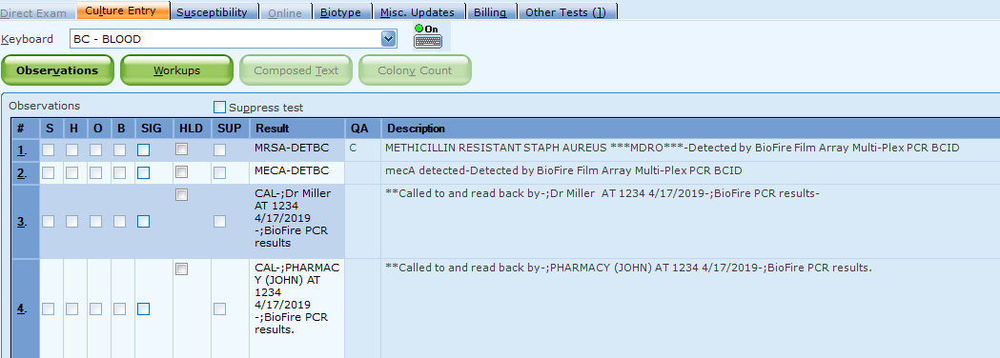 Direct Exam Culture Entry Susceptibility Online Biotype Misc. Updates Billing Other Tests (])
Keyboard BC - BLOOD On
Observations Workups Composed Text Colony Count
Observations Suppress test
# S H O B SIG HLD SUP Result QA Description
1. MRSA-DETBC C METHICILLIN RESISTANT STAPH AUREUS ***MDRO***-Detected by BioFire Film Array Multi-Plex PCR BCID
2. MECA-DETBC mecA detected-Detected by BioFire Film Array Multi-Plex PCR BCID
3. CAL-;Dr Miller **Called to and read back by-;Dr Miller  AT 1234 4/17/2019-;BioFire PCR results-
AT 1234
4/17/2019
-;BioFire PCR
results
4. CAL-;PHARMAC **Called to and read back by-;PHARMACY (JOHN) AT 1234 4/17/2019-;BioFire PCR results.
Y (JOHN) AT
1234
4/17/2019
-;BioFire PCR
results.